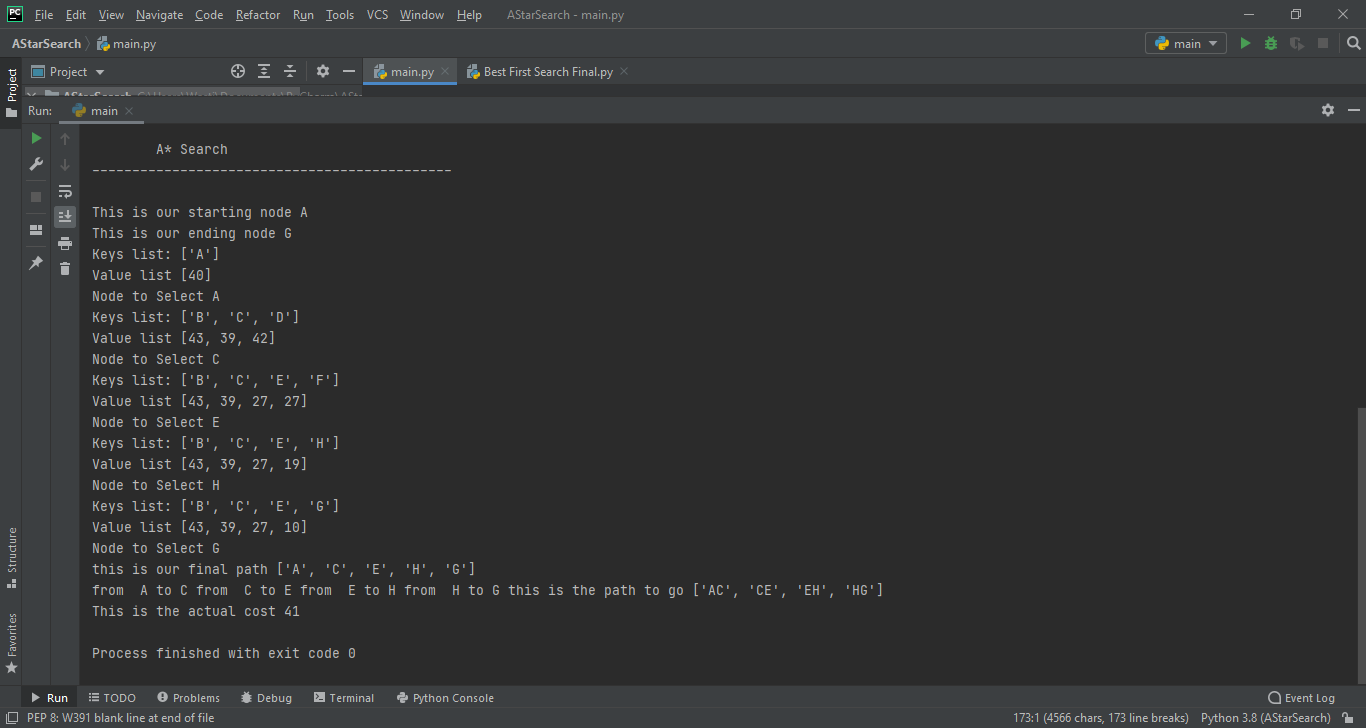 PC File Edit View Navigate Code Refactor Run Tools VCS Window Help AStarSearch - main.py
AStarSearch main.py main
Project main.py Best First Search Final.py
Project
AStarSearch
Run: main
A* Search
---------------------------------------------
This is our starting node A
This is our ending node G
Keys list: ['A']
Value list [40]
Node to Select A
Keys list: ['B', 'C', 'D']
Value list [43, 39, 42]
Node to Select C
Keys list: ['B', 'C', 'E', 'F']
Value list [43, 39, 27, 27]
Node to Select E
Keys list: ['B', 'C', 'E', 'H']
Value list [43, 39, 27, 19]
Node to Select H
Keys list: ['B', 'C', 'E', 'G']
Value list [43, 39, 27, 10]
Node to Select G
this is our final path ['A', 'C', 'E', 'H', 'G']
from  A to C from  C to E from  E to H from  H to G this is the path to go ['AC', 'CE', 'EH', 'HG']
This is the actual cost 41
Process finished with exit code 0
Structure
Favorites
Run TODO Problems Debug Terminal Python Console Event Log
PEP 8: W391 blank line at end of file 173:1 (4566 chars, 173 line breaks) Python 3.8 (AStarSearch)